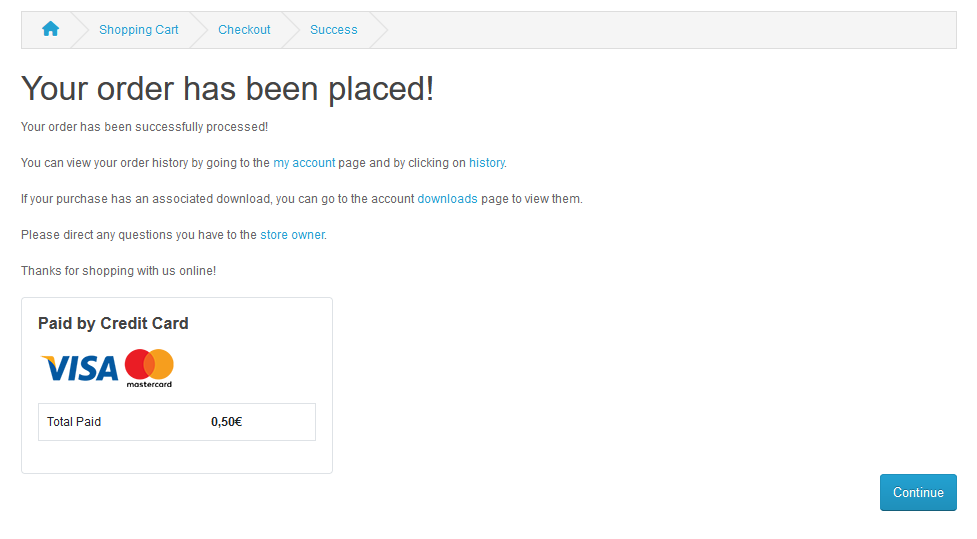 Shopping Cart Checkout Success
Your order has been placed!
Your order has been successfully processed!
You can view your order history by going to the my account page and by clicking on history.
If your purchase has an associated download, you can go to the account downloads page to view them.
Please direct any questions you have to the store owner.
Thanks for shopping with us online!
Paid by Credit Card
VISA mastercard
Total Paid 0,50€
Continue